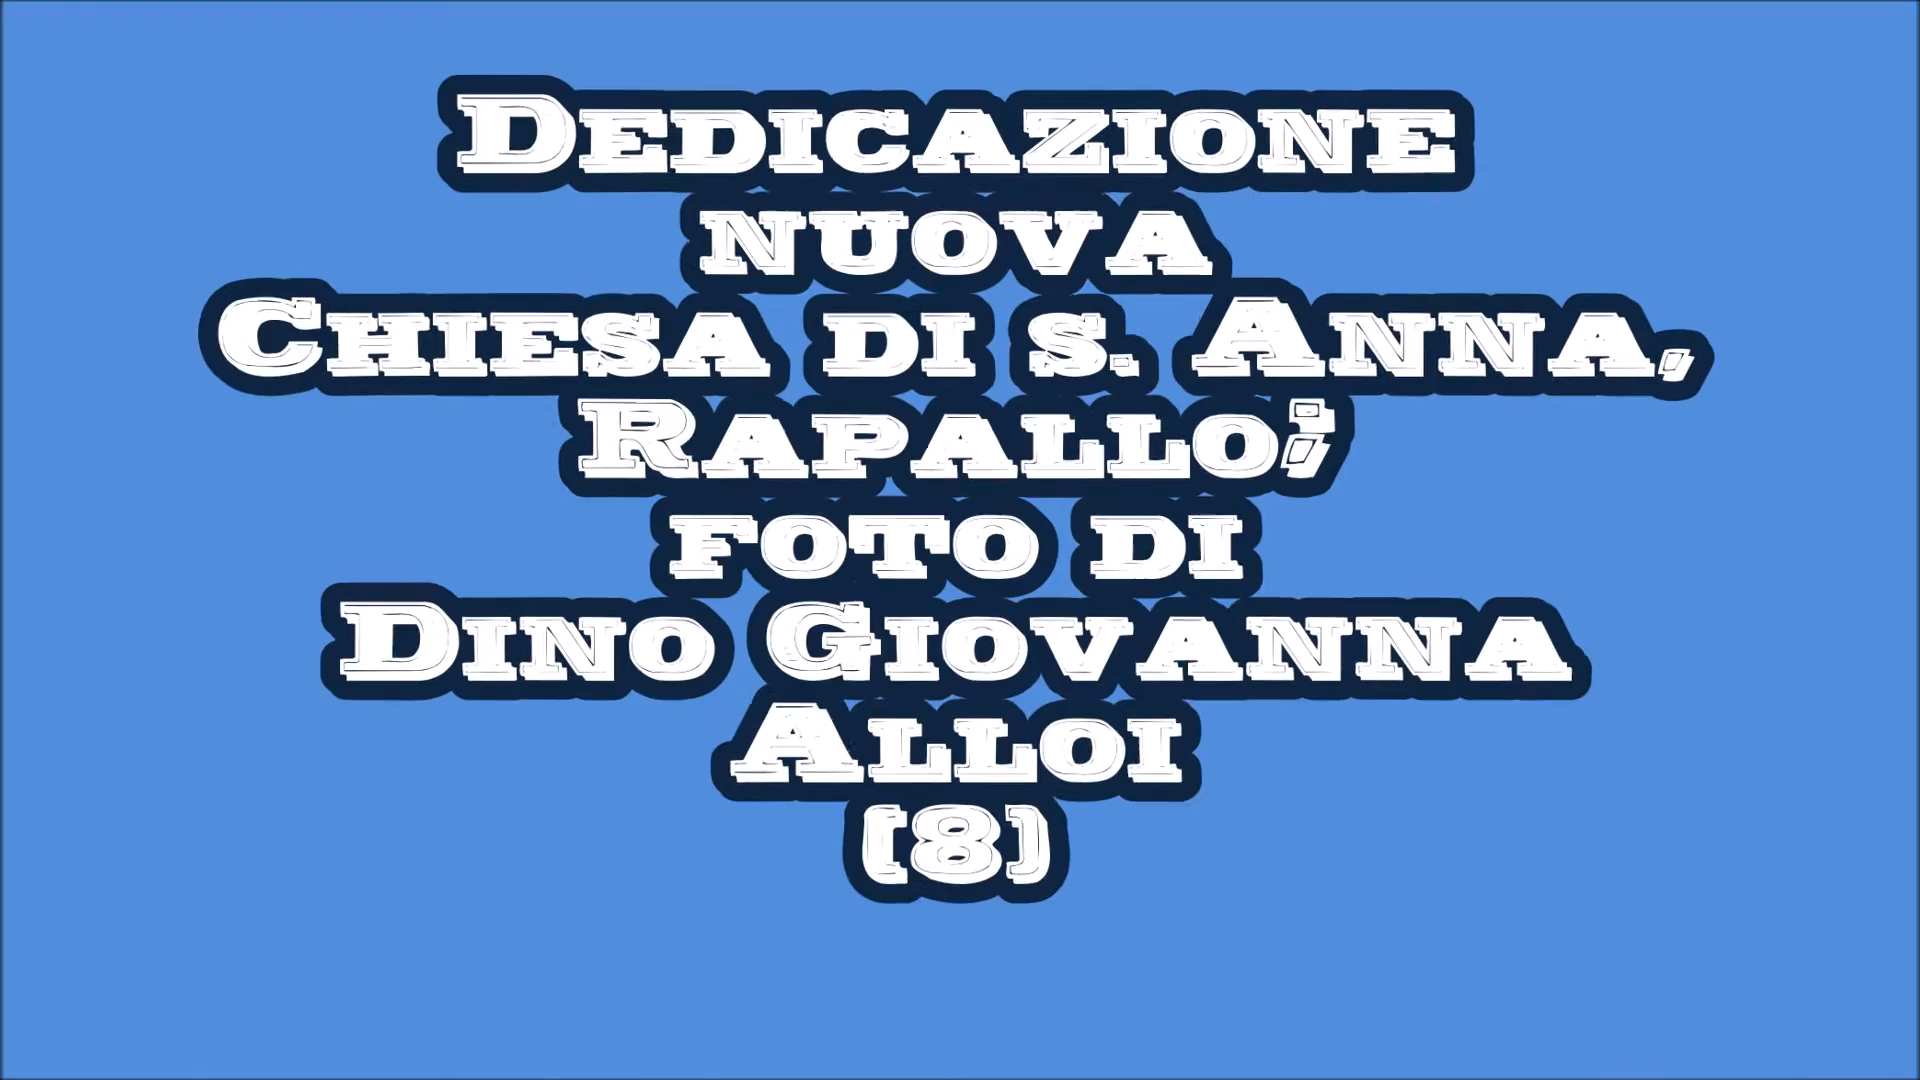 Dedicazione
nuova
Chiesa di s. Anna,
Rapallo;
foto di
Dino Giovanna
Alloi
(8)